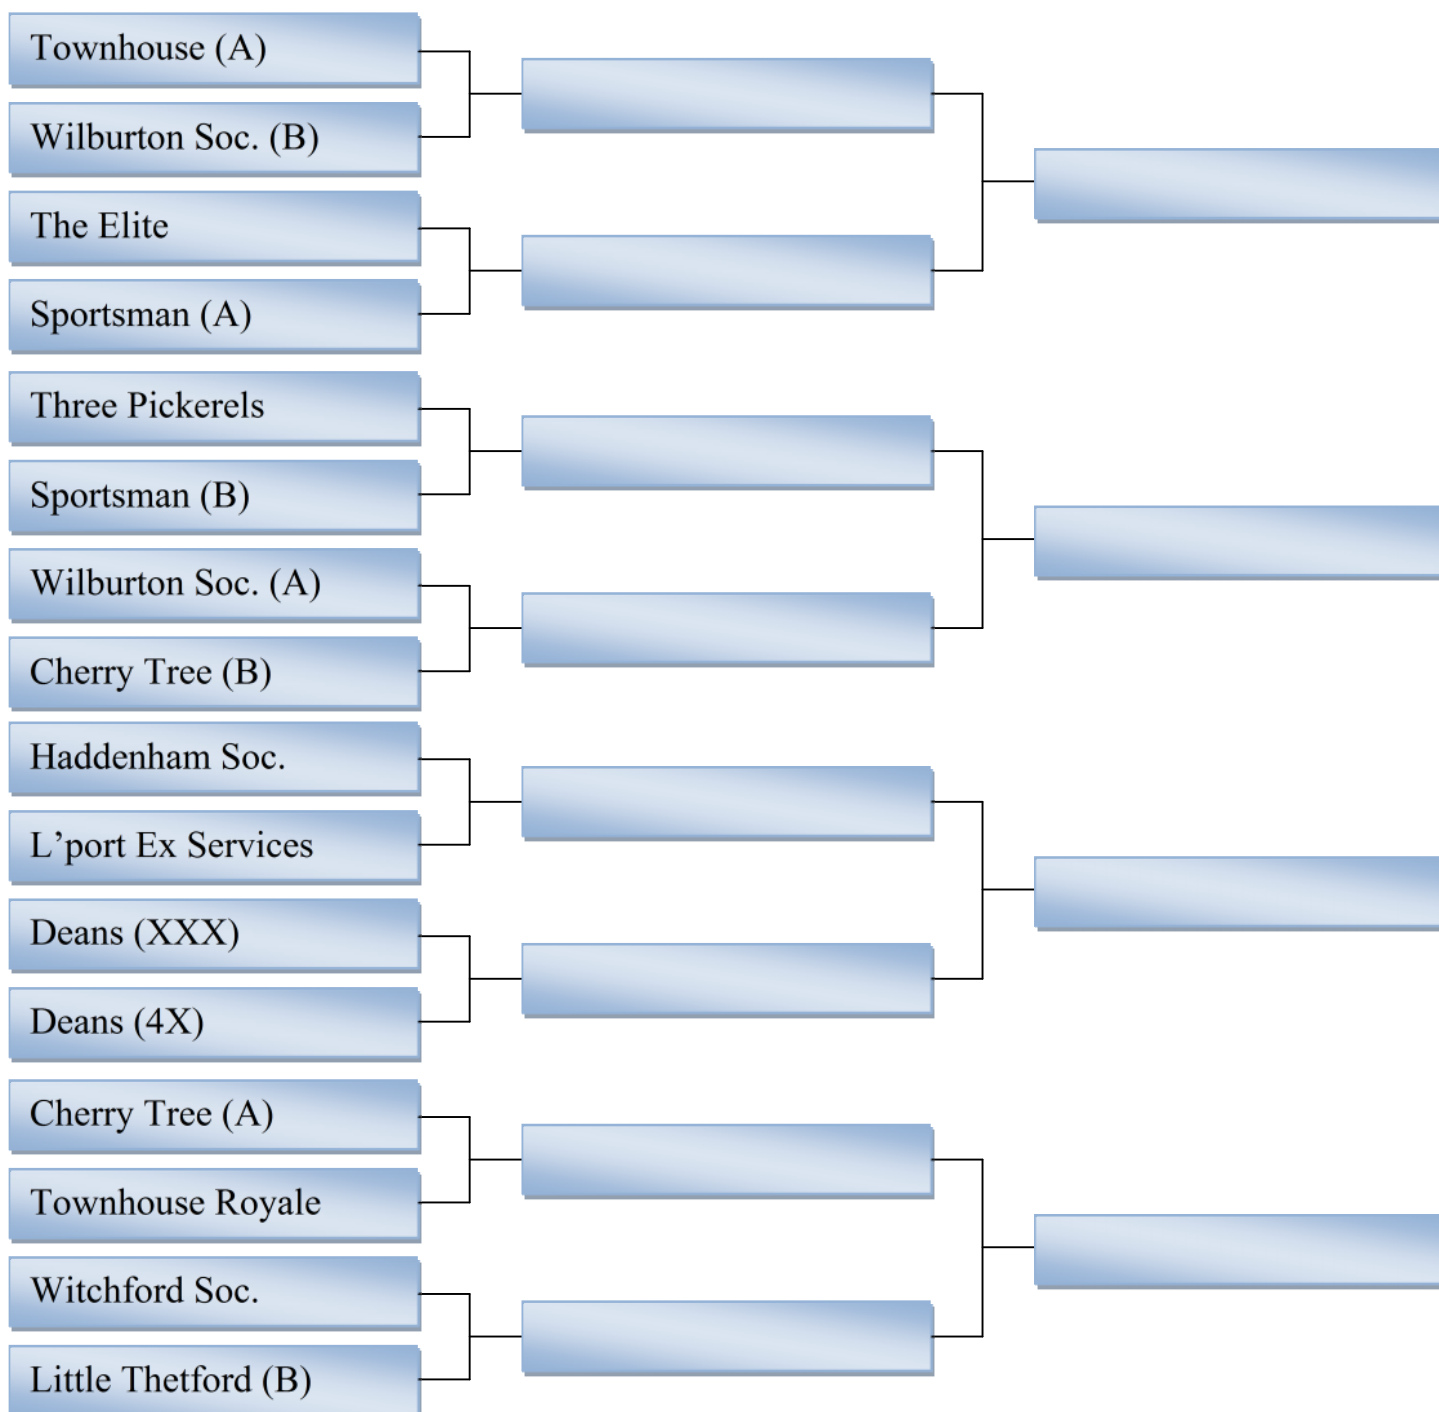 Townhouse (A)
Wilburton Soc. (B)
The Elite
Sportsman (A)
Three Pickerels
Sportsman (B)
Wilburton Soc. (A)
Cherry Tree (B)
Haddenham Soc.
L’port Ex Services
Deans (XXX)
Deans (4X)
Cherry Tree (A)
Townhouse Royale
Witchford Soc.
Little Thetford (B)